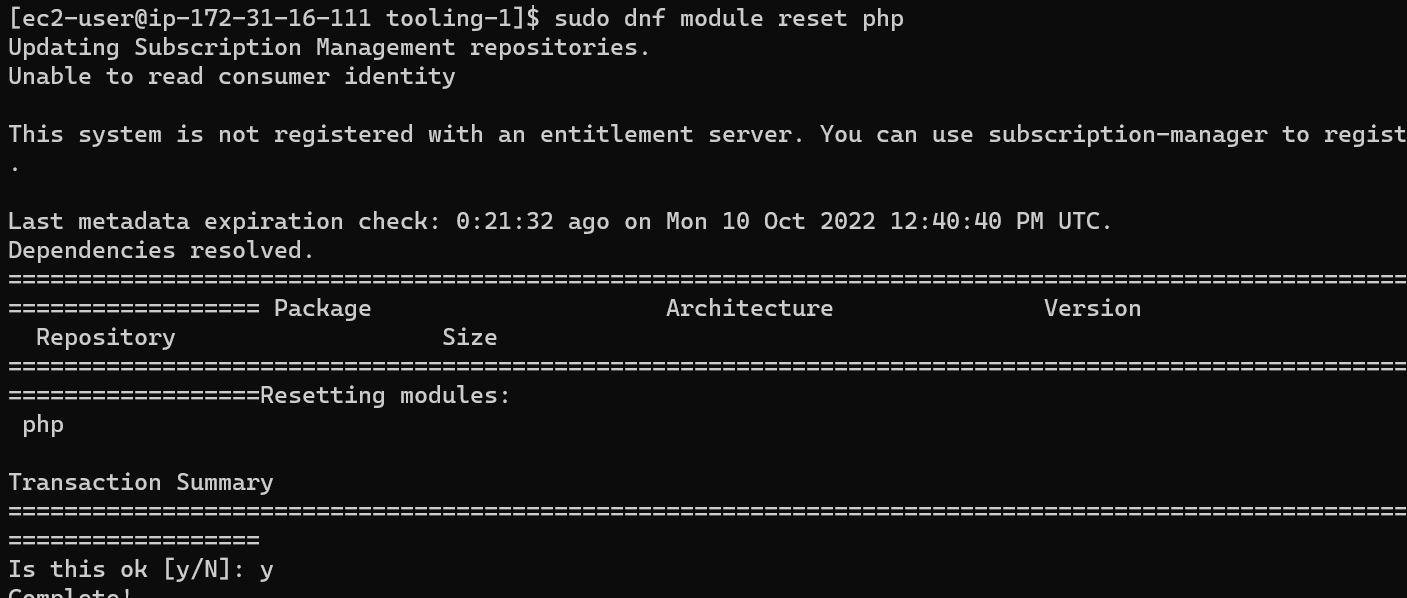 [ec2-user@ip-172-31-16-111 tooling-1]$ sudo dnf module reset php
Updating Subscription Management repositories.
Unable to read consumer identity
This system is not registered with an entitlement server. You can use subscription-manager to regist
.
Last metadata expiration check: 0:21:32 ago on Mon 10 Oct 2022 12:40:40 PM UTC.
Dependencies resolved.
====================================================================================================
================== Package                     Architecture               Version
  Repository                   Size
====================================================================================================
==================Resetting modules:
 php
Transaction Summary
====================================================================================================
==================
Is this ok [y/N]: y
Complete!